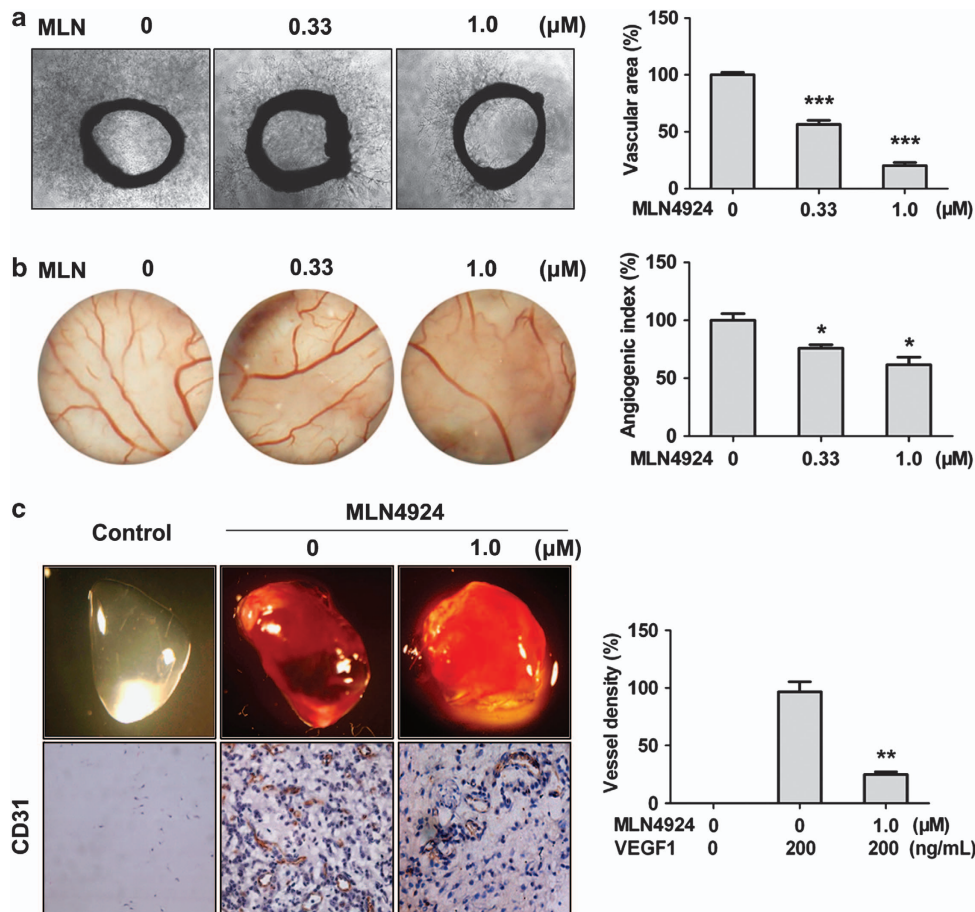 a
MLN 0 0.33 1.0 (µM)
Vascular area (%)
150
100
50
0
***
***
MLN4924 0 0.33 1.0 (µM)
b
MLN 0 0.33 1.0 (µM)
Angiogenic index (%)
150
100
50
0
*
*
MLN4924 0 0.33 1.0 (µM)
c
Control
MLN4924
0 1.0 (µM)
CD31
Vessel density (%)
150
100
50
0
**
MLN4924 0 0 1.0 (µM)
VEGF1 0 200 200 (ng/mL)